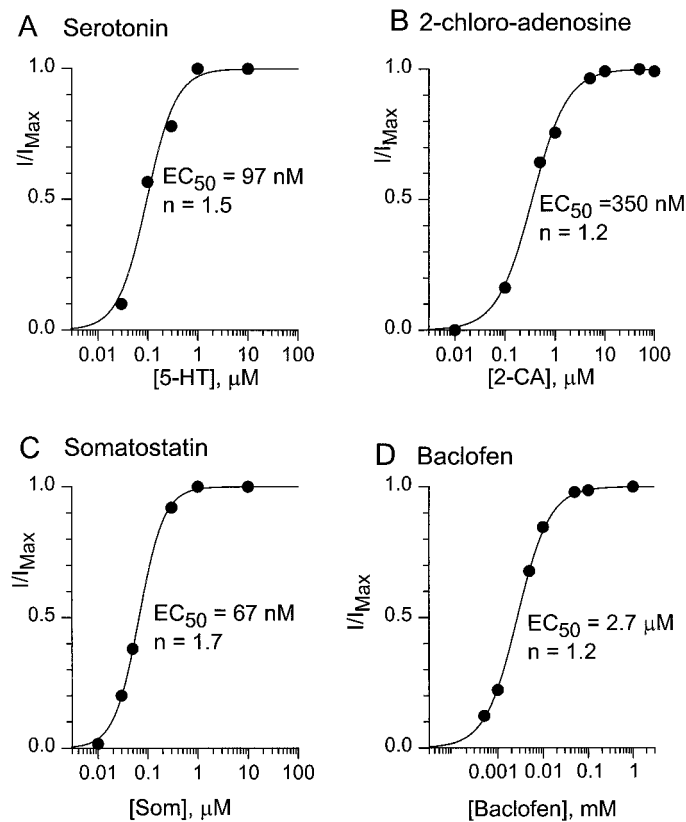 A Serotonin
1.0
0.5
0.0
I/I_Max
EC50 = 97 nM
n = 1.5
0.01 0.1 1 10 100
[5-HT], μM
B 2-chloro-adenosine
1.0
0.5
0.0
I/I_Max
EC50 =350 nM
n = 1.2
0.01 0.1 1 10 100
[2-CA], μM
C Somatostatin
1.0
0.5
0.0
I/I_Max
EC50 = 67 nM
n = 1.7
0.01 0.1 1 10 100
[Som], μM
D Baclofen
1.0
0.5
0.0
I/I_Max
EC50 = 2.7 μM
n = 1.2
0.001 0.01 0.1 1
[Baclofen], mM